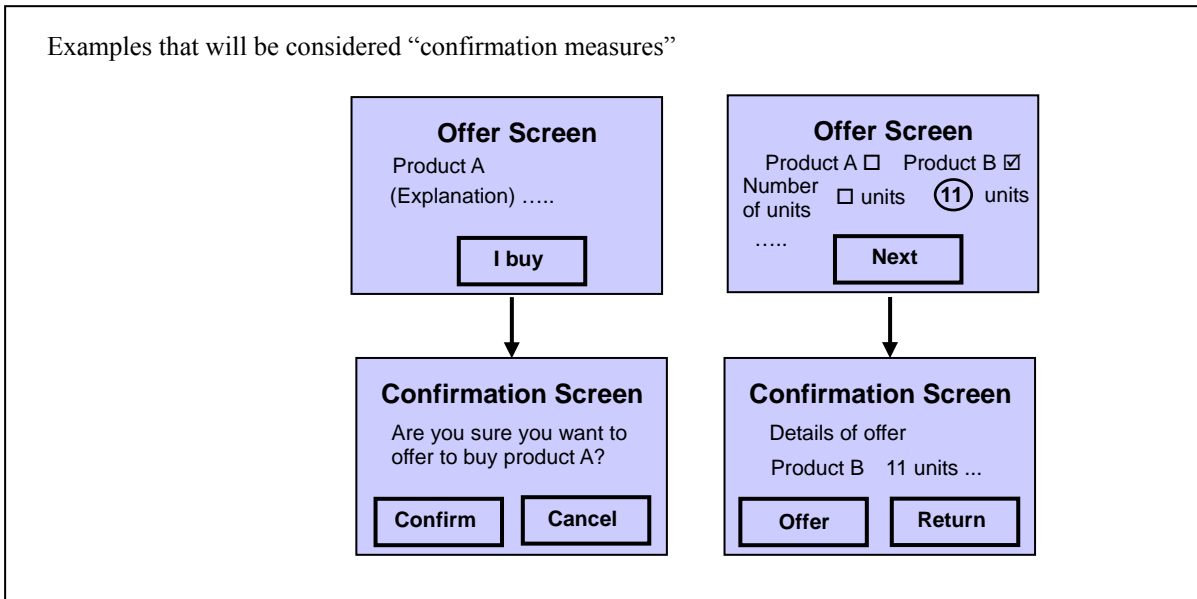 Examples that will be considered “confirmation measures”
Offer Screen
Product A
(Explanation) …..
I buy
Confirmation Screen
Are you sure you want to
offer to buy product A?
Confirm Cancel
Offer Screen
Product A ☐ Product B ☑
Number
of units ☐ units 11 units
…..
Next
Confirmation Screen
Details of offer
Product B 11 units ...
Offer Return